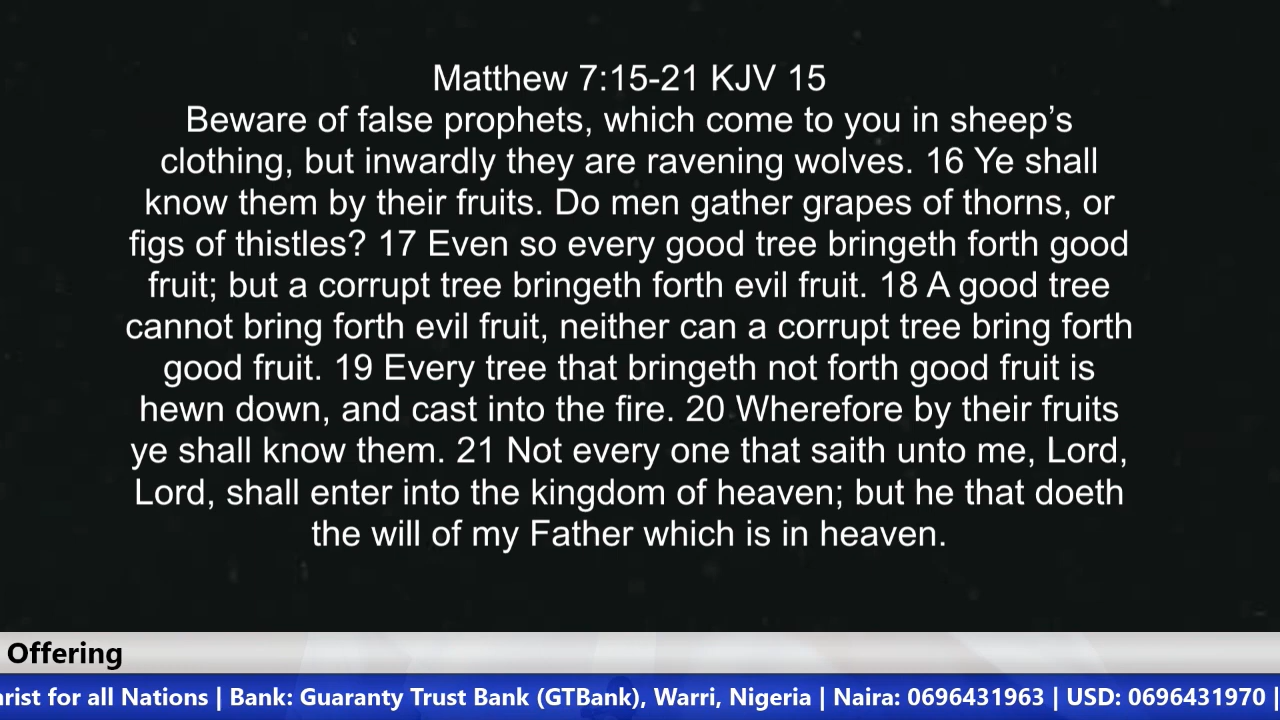 Matthew 7:15-21 KJV 15
Beware of false prophets, which come to you in sheep’s
clothing, but inwardly they are ravening wolves. 16 Ye shall
know them by their fruits. Do men gather grapes of thorns, or
figs of thistles? 17 Even so every good tree bringeth forth good
fruit; but a corrupt tree bringeth forth evil fruit. 18 A good tree
cannot bring forth evil fruit, neither can a corrupt tree bring forth
good fruit. 19 Every tree that bringeth not forth good fruit is
hewn down, and cast into the fire. 20 Wherefore by their fruits
ye shall know them. 21 Not every one that saith unto me, Lord,
Lord, shall enter into the kingdom of heaven; but he that doeth
the will of my Father which is in heaven.
Offering
rist for all Nations | Bank: Guaranty Trust Bank (GTBank), Warri, Nigeria | Naira: 0696431963 | USD: 0696431970 |